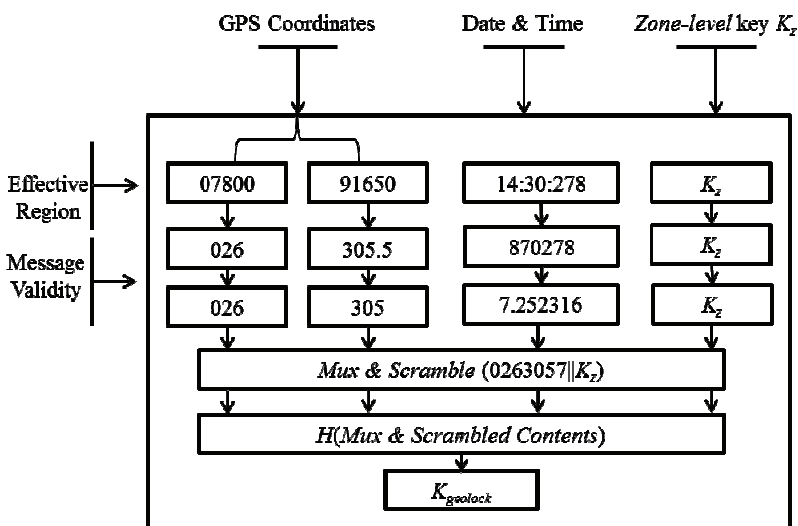 GPS Coordinates Date & Time Zone-level key Kz
Effective Region
Message Validity
07800 91650 14:30:278 Kz
026 305.5 870278 Kz
026 305 7.252316 Kz
Mux & Scramble (0263057||Kz)
H(Mux & Scrambled Contents)
Kgeolock